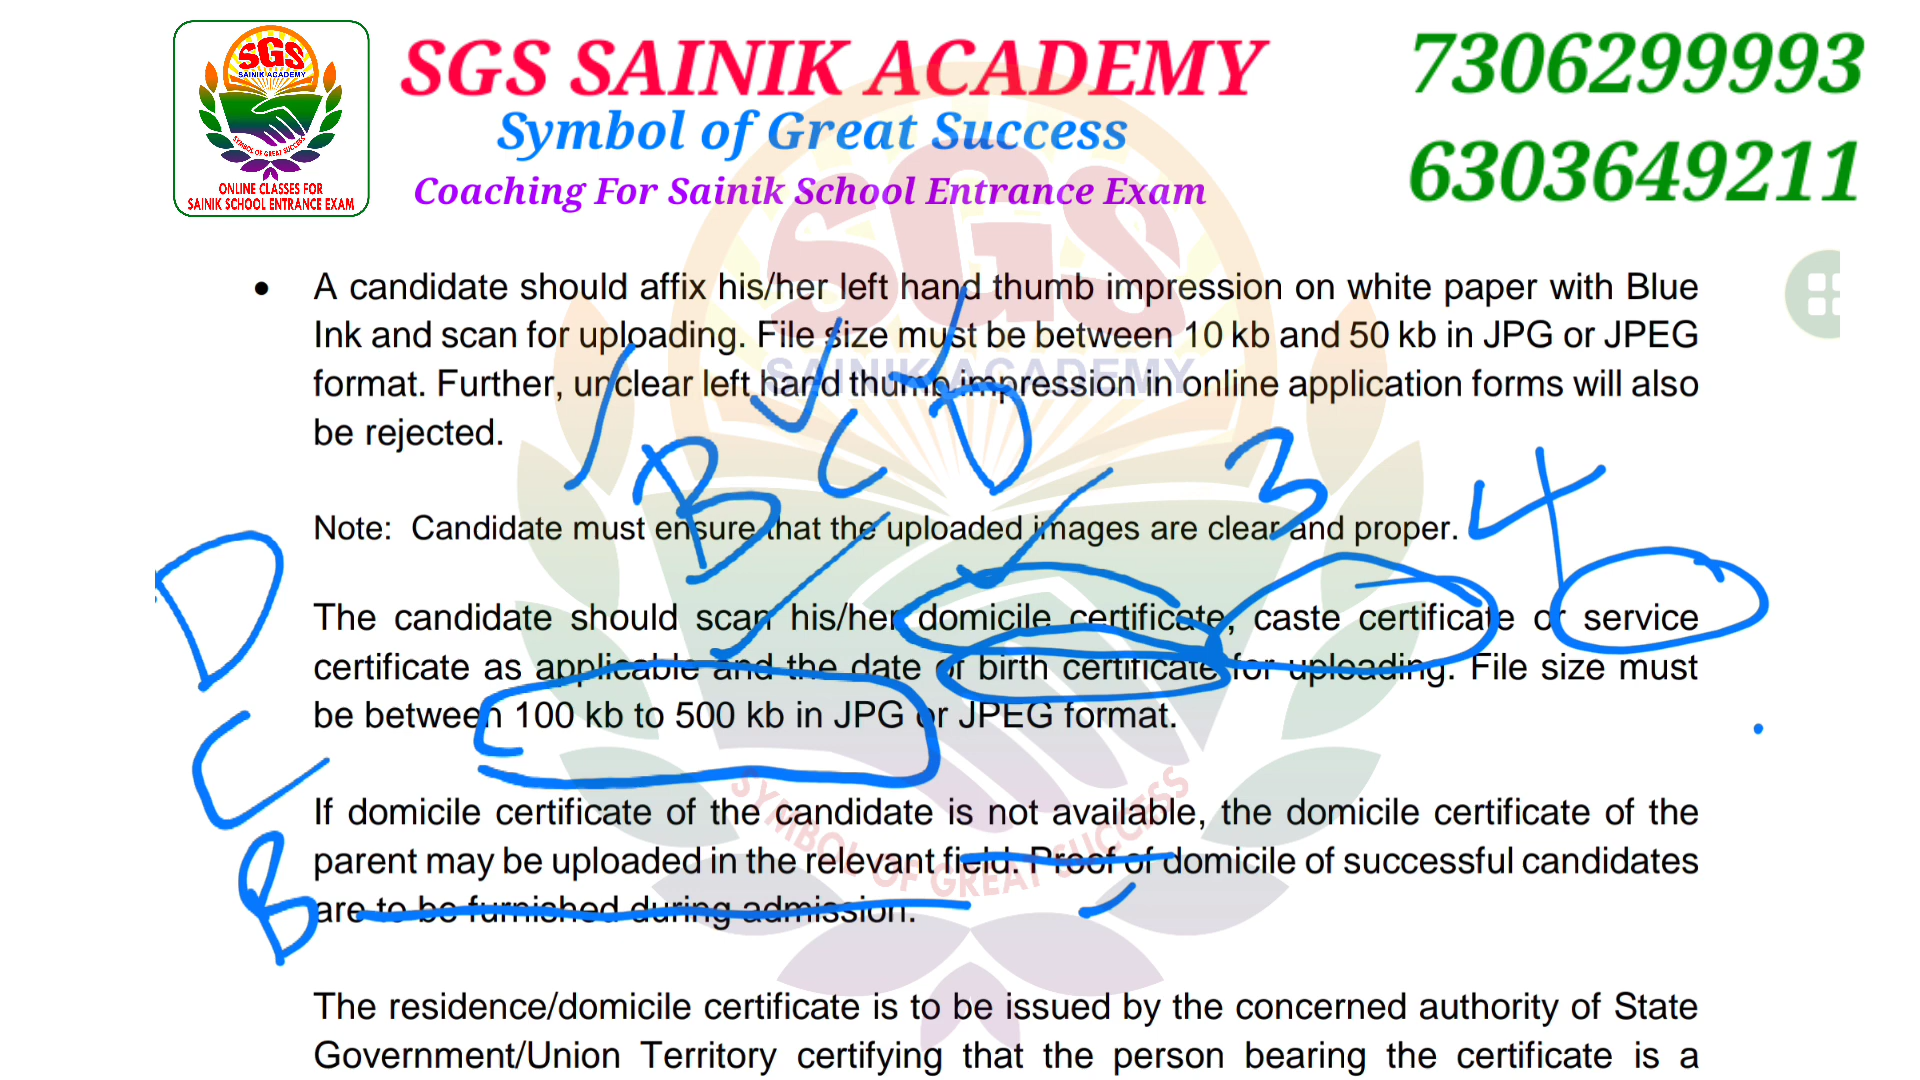 SGS
SAINIK ACADEMY
SYMBOL OF GREAT SUCCESS
ONLINE CLASSES FOR
SAINIK SCHOOL ENTRANCE EXAM
SGS SAINIK ACADEMY
Symbol of Great Success
Coaching For Sainik School Entrance Exam
7306299993
6303649211
SGS
SAINIK ACADEMY
SYMBOL OF GREAT SUCCESS
• A candidate should affix his/her left hand thumb impression on white paper with Blue
Ink and scan for uploading. File size must be between 10 kb and 50 kb in JPG or JPEG
format. Further, unclear left hand thumb impression in online application forms will also
be rejected.
B C D 3 4
Note: Candidate must ensure that the uploaded images are clear and proper.
The candidate should scan his/her domicile certificate, caste certificate or service
certificate as applicable and the date of birth certificate for uploading. File size must
be between 100 kb to 500 kb in JPG or JPEG format.
D
C
B
If domicile certificate of the candidate is not available, the domicile certificate of the
parent may be uploaded in the relevant field. Proof of domicile of successful candidates
are to be furnished during admission.
The residence/domicile certificate is to be issued by the concerned authority of State
Government/Union Territory certifying that the person bearing the certificate is a